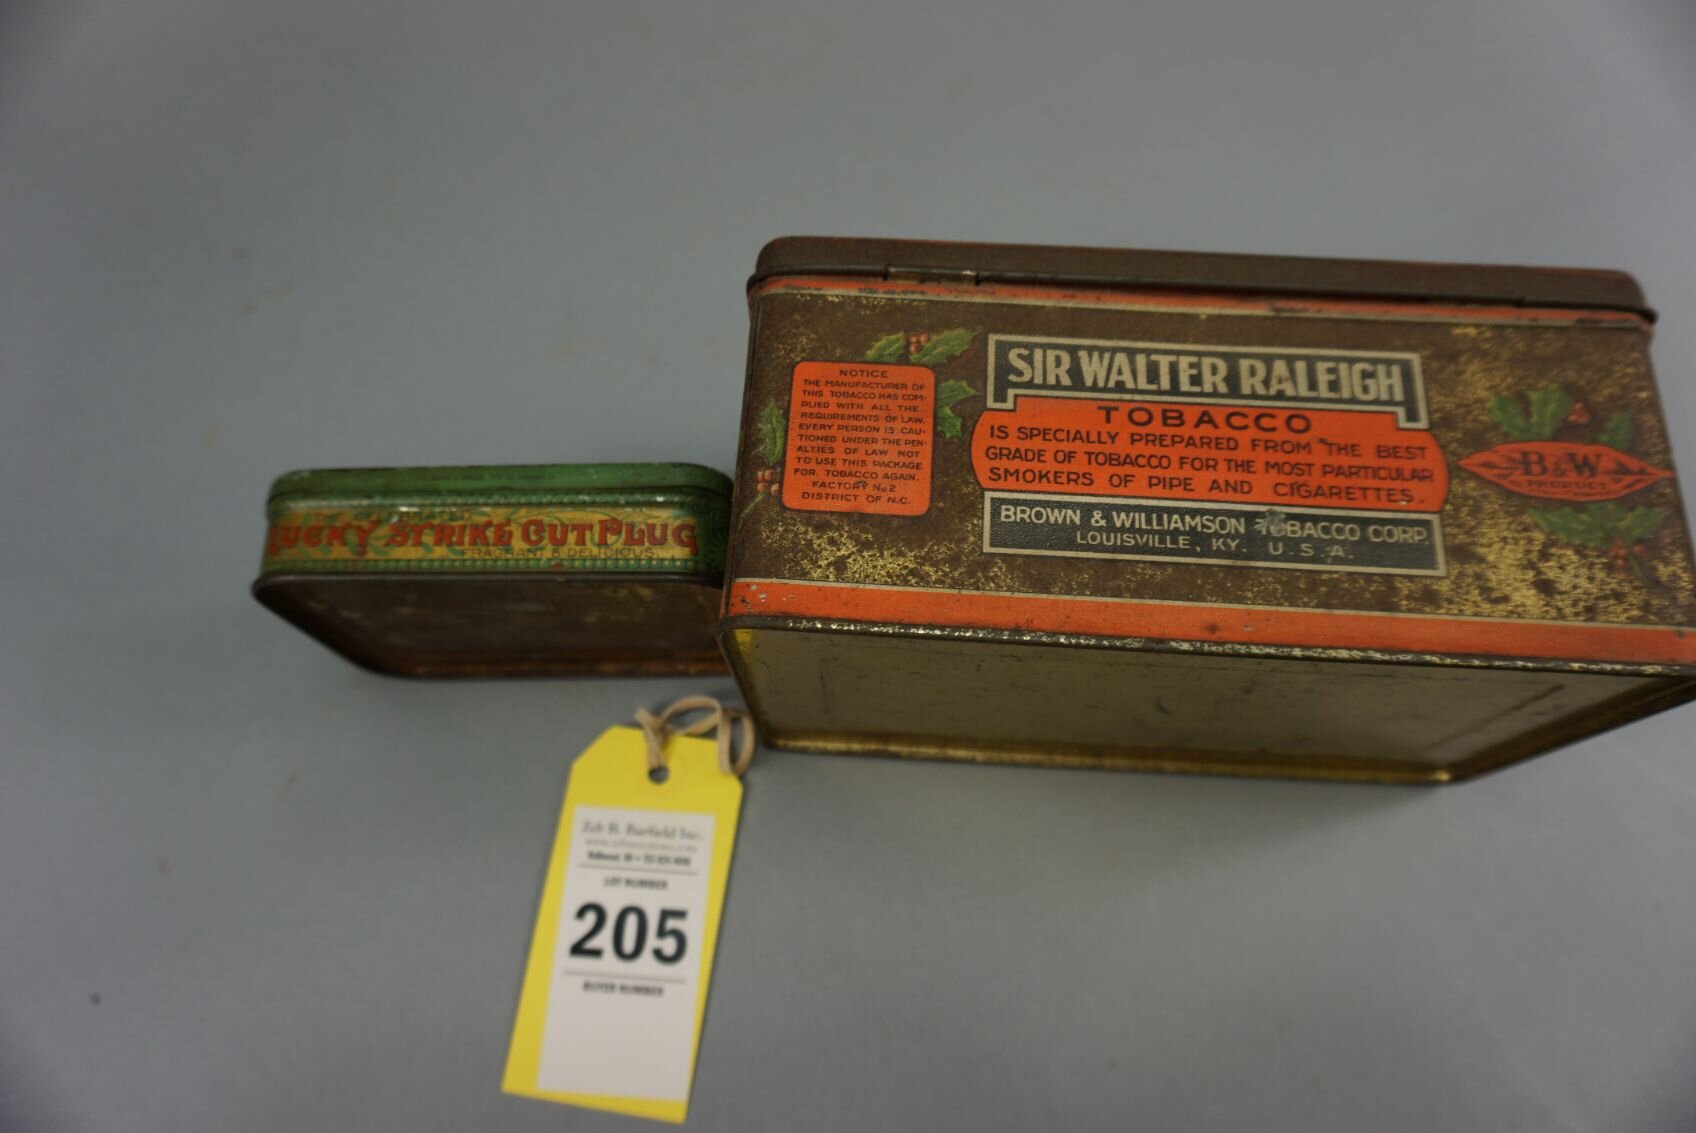 LUCKY STRIKE CUT PLUG
FRAGRANT & DELICIOUS.
NOTICE
THE MANUFACTURER OF
THIS TOBACCO HAS COM-
PLIED WITH ALL THE
REQUIREMENTS OF LAW.
EVERY PERSON IS CAU-
TIONED UNDER THE PEN-
ALTIES OF LAW NOT
TO USE THIS PACKAGE
FOR TOBACCO AGAIN.
FACTORY No 2
DISTRICT OF N.C.
SIR WALTER RALEIGH
TOBACCO
IS SPECIALLY PREPARED FROM THE BEST
GRADE OF TOBACCO FOR THE MOST PARTICULAR
SMOKERS OF PIPE AND CIGARETTES.
BROWN & WILLIAMSON TOBACCO CORP.
LOUISVILLE, KY. U.S.A.
B & W
PRODUCT
Zeb B. Barfield Inc.
LOT NUMBER
205
BUYER NUMBER